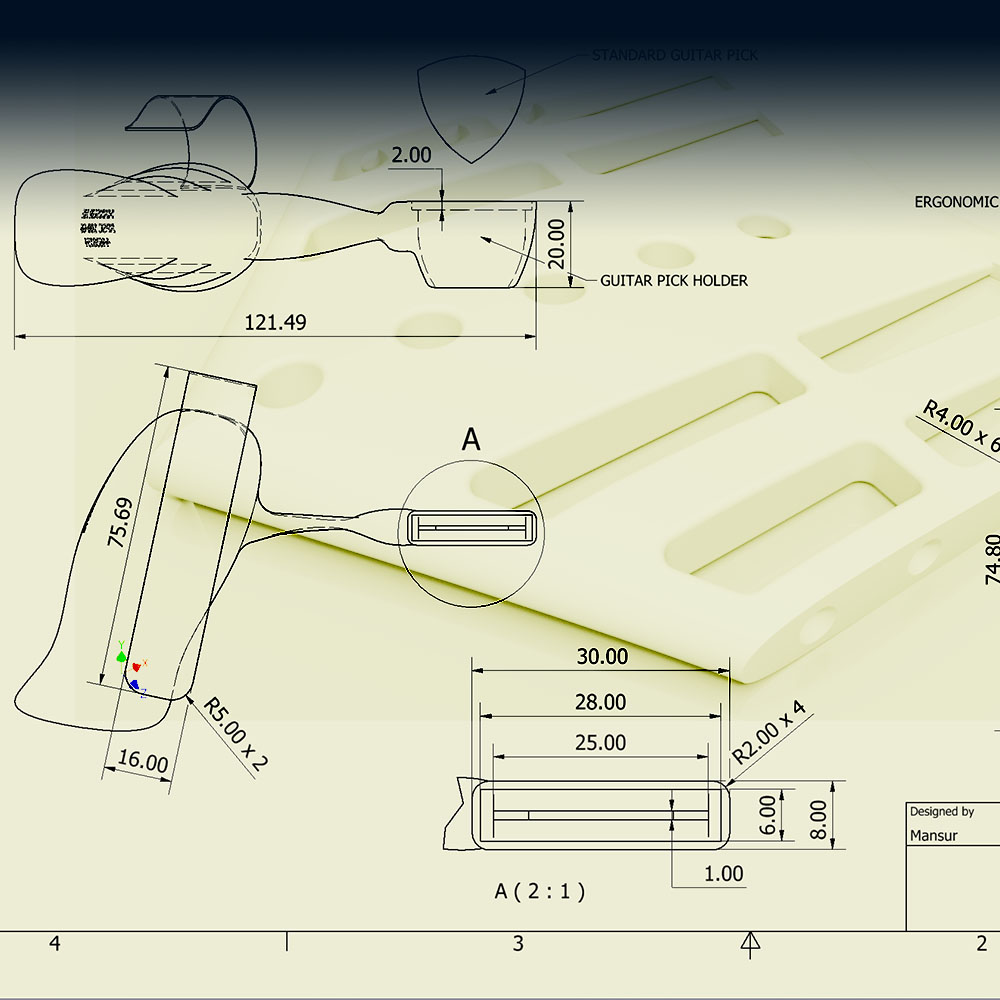 STANDARD GUITAR PICK
2.00
ERGONOMIC
20.00
GUITAR PICK HOLDER
121.49
R4.00 x 6
A
75.69
74.80
30.00
R5.00 x 2
28.00
R2.00 x 4
25.00
16.00
6.00
8.00
Designed by
Mansur
1.00
A ( 2 : 1 )
4
3
2
Y
X
Z